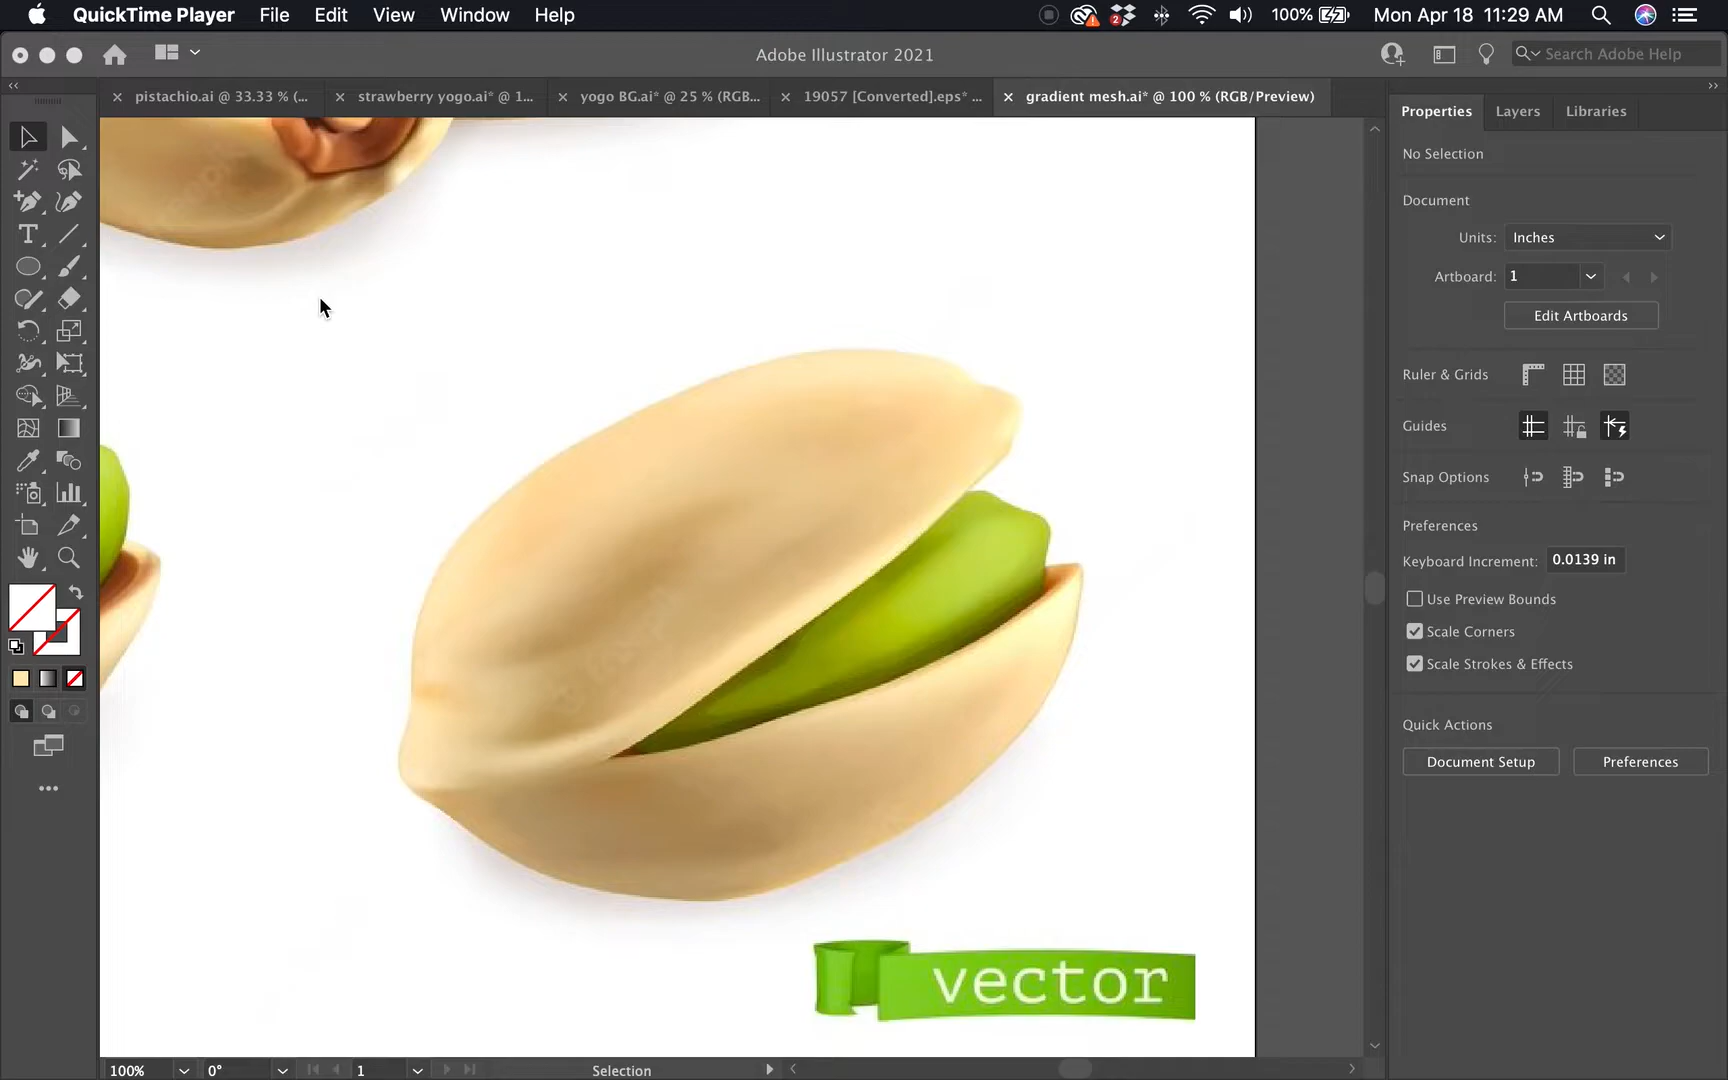 QuickTime Player File Edit View Window Help 2 100% Mon Apr 18 11:29 AM
Adobe Illustrator 2021 Search Adobe Help
pistachio.ai @ 33.33 % (... strawberry yogo.ai* @ 1... yogo BG.ai* @ 25 % (RGB... 19057 [Converted].eps* ... gradient mesh.ai* @ 100 % (RGB/Preview)
Properties Layers Libraries
No Selection
Document
Units: Inches
Artboard: 1
Edit Artboards
Ruler & Grids
Guides
Snap Options
Preferences
Keyboard Increment: 0.0139 in
Use Preview Bounds
Scale Corners
Scale Strokes & Effects
Quick Actions
Document Setup Preferences
vector
100% 0° 1 Selection